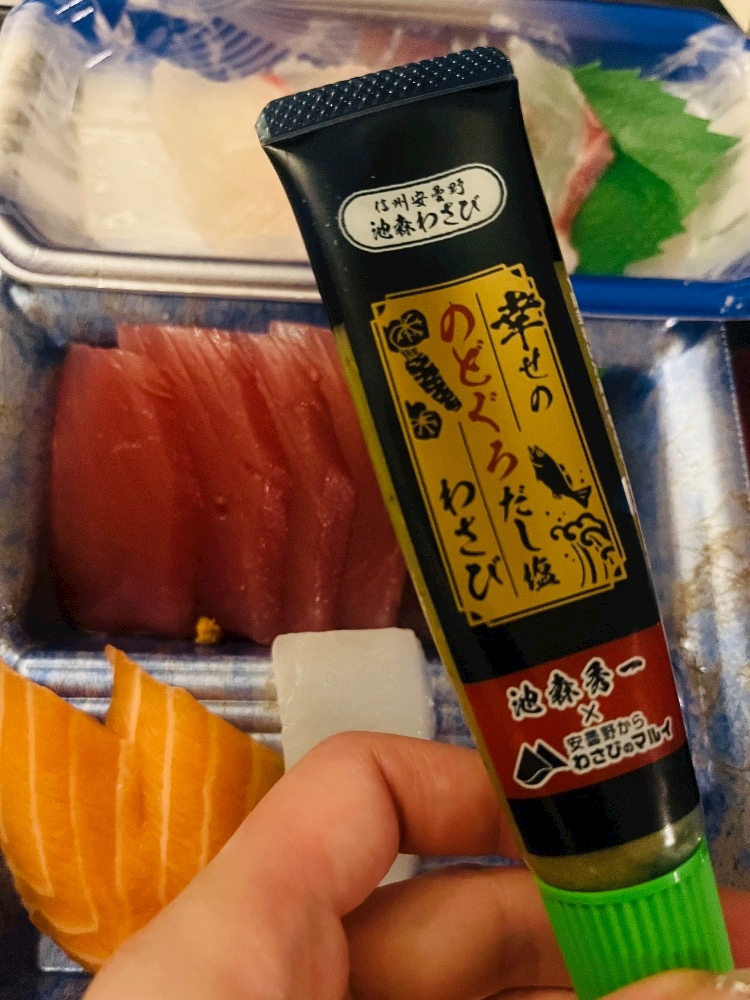 信州安曇野
池森わさび
幸せの
のどぐろだし塩
わさび
池森秀一
×
安曇野から
わさびのマルイ